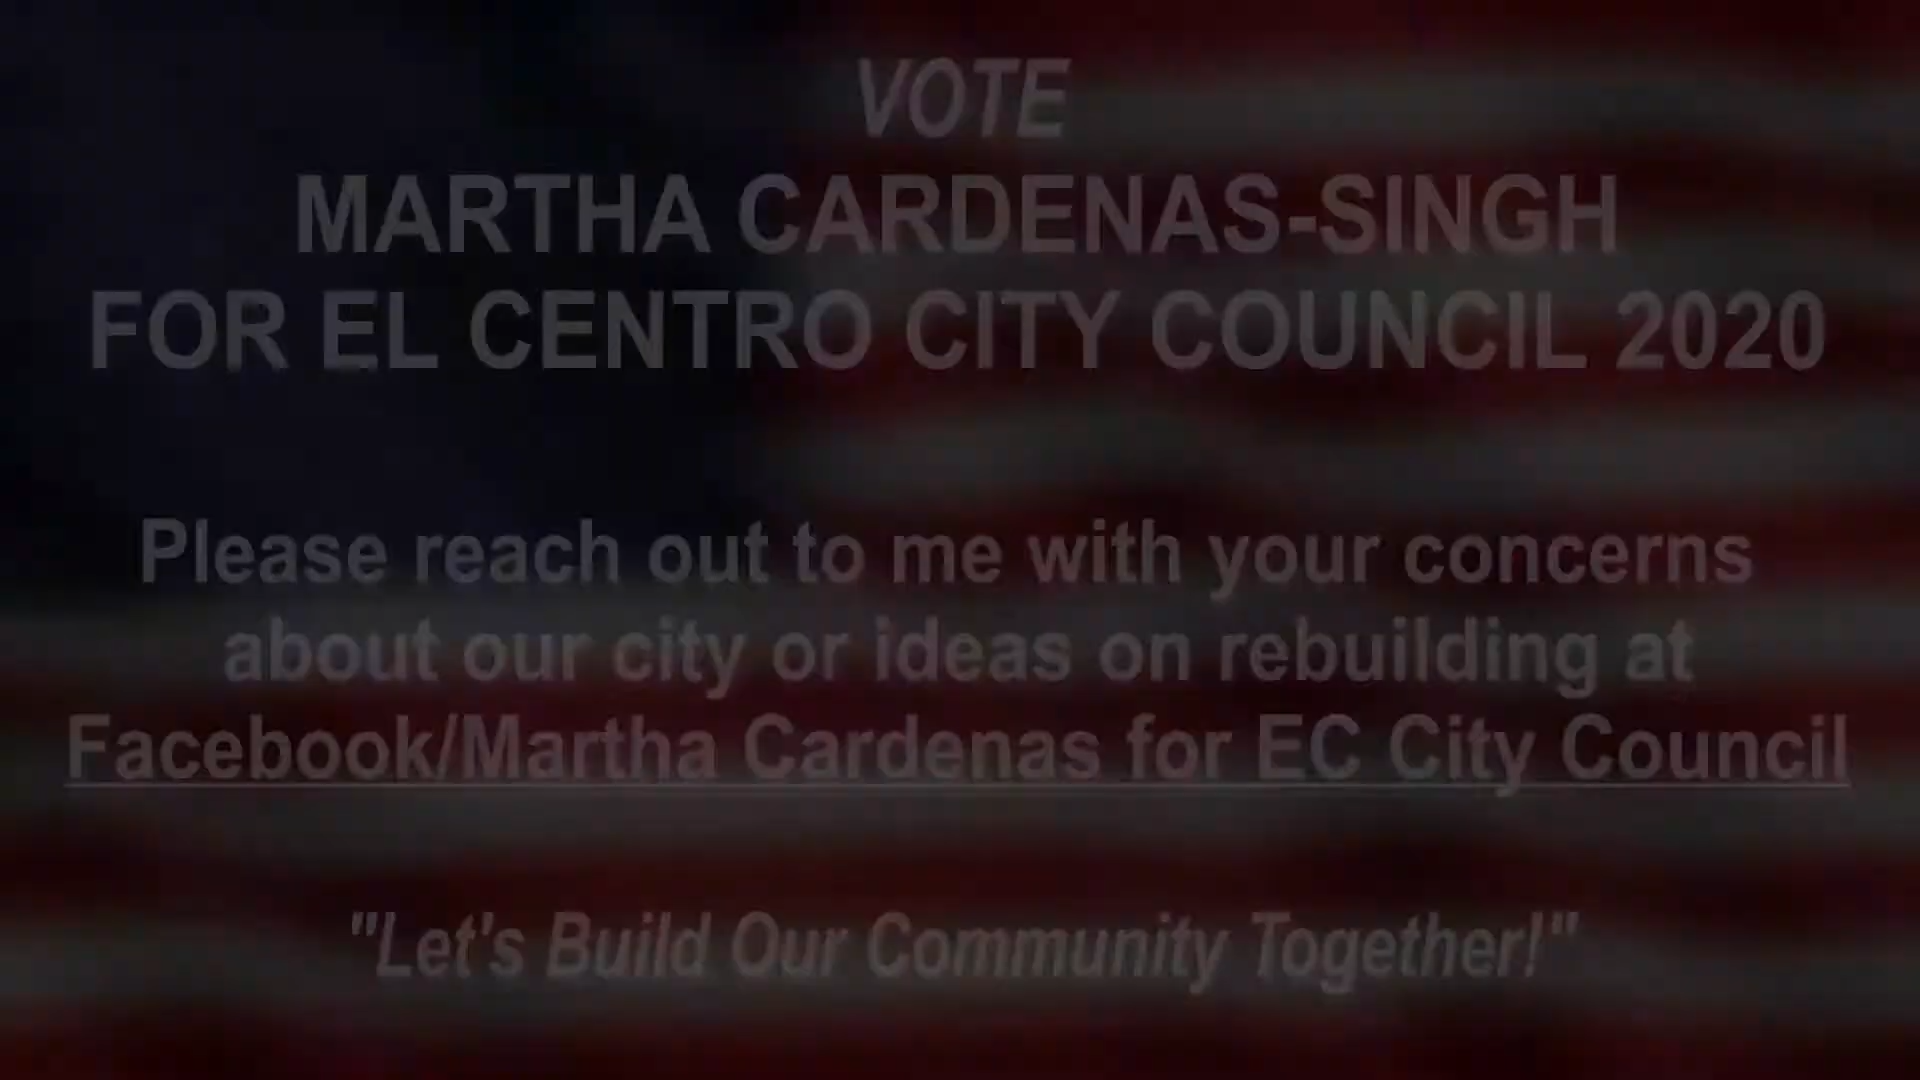 VOTE
MARTHA CARDENAS-SINGH
FOR EL CENTRO CITY COUNCIL 2020
Please reach out to me with your concerns
about our city or ideas on rebuilding at
Facebook/Martha Cardenas for EC City Council
"Let's Build Our Community Together!"